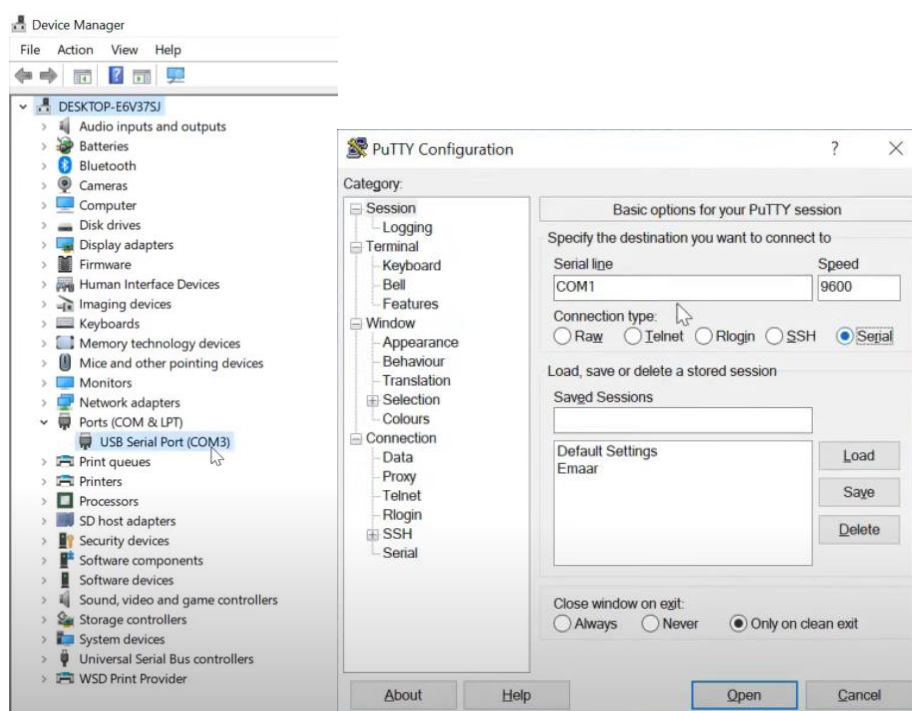 Device Manager
File Action View Help
DESKTOP-E6V37SJ
Audio inputs and outputs
Batteries
Bluetooth
Cameras
Computer
Disk drives
Display adapters
Firmware
Human Interface Devices
Imaging devices
Keyboards
Memory technology devices
Mice and other pointing devices
Monitors
Network adapters
Ports (COM & LPT)
USB Serial Port (COM3)
Print queues
Printers
Processors
SD host adapters
Security devices
Software components
Software devices
Sound, video and game controllers
Storage controllers
System devices
Universal Serial Bus controllers
WSD Print Provider
PuTTY Configuration
? ×
Category:
Session
Logging
Terminal
Keyboard
Bell
Features
Window
Appearance
Behaviour
Translation
Selection
Colours
Connection
Data
Proxy
Telnet
Rlogin
SSH
Serial
Basic options for your PuTTY session
Specify the destination you want to connect to
Serial line Speed
COM1 9600
Connection type:
Raw Telnet Rlogin SSH Serial
Load, save or delete a stored session
Saved Sessions
Default Settings
Emaar
Load
Save
Delete
Close window on exit:
Always Never Only on clean exit
About Help Open Cancel